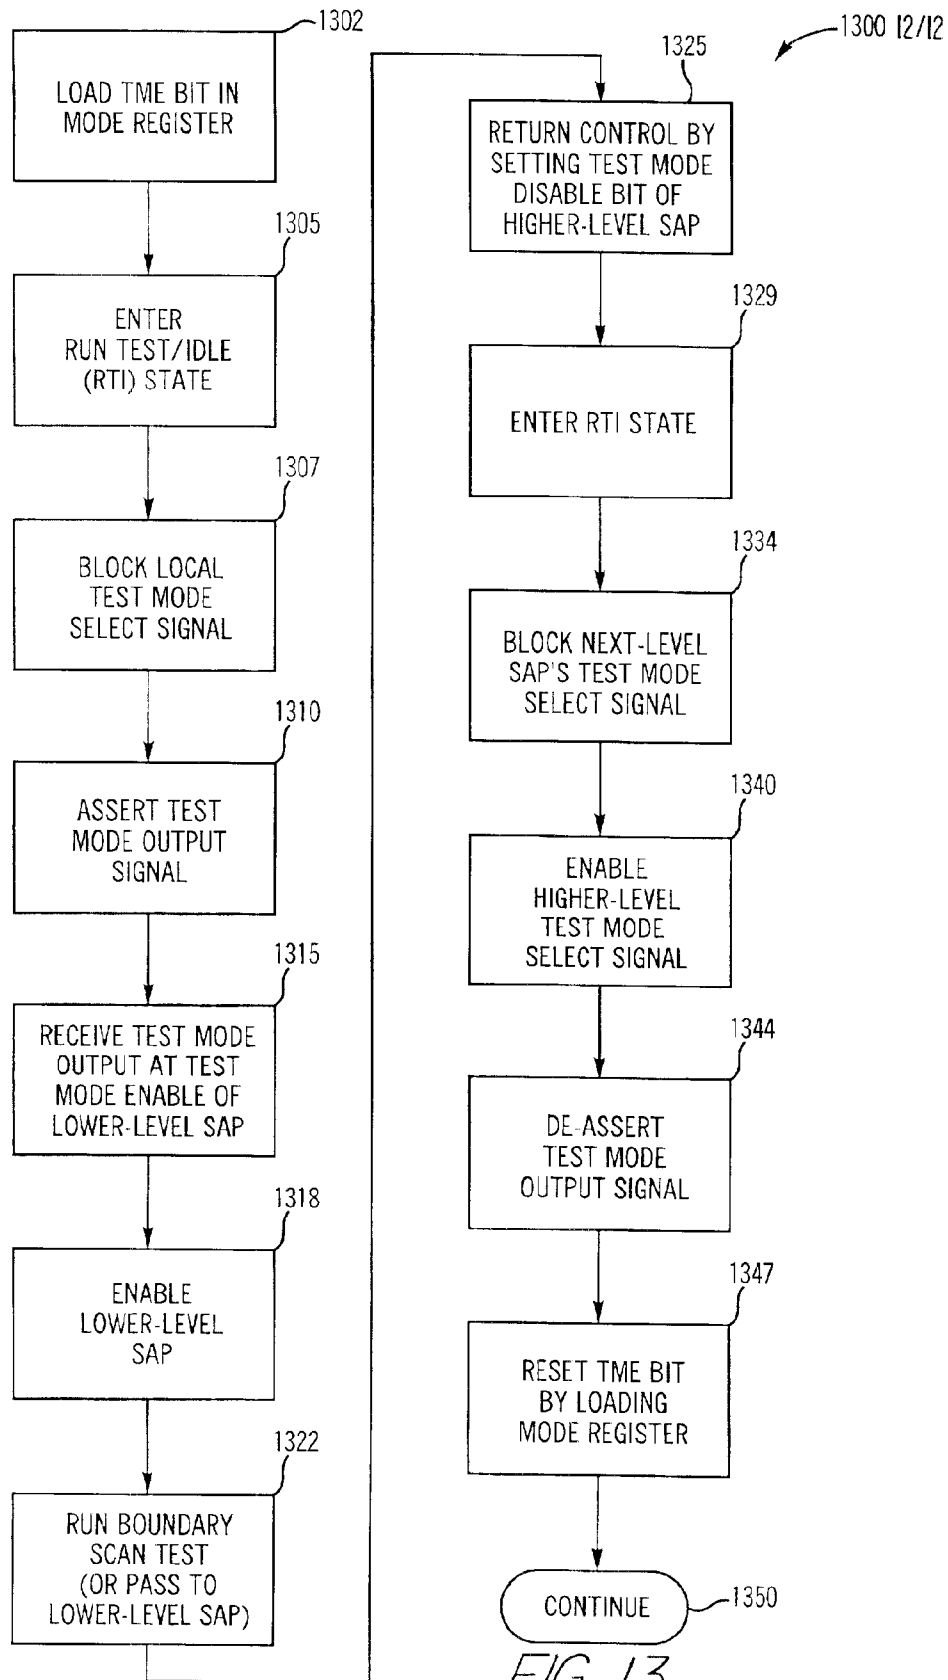 1302
LOAD TME BIT IN
MODE REGISTER
1305
ENTER
RUN TEST/IDLE
(RTI) STATE
1307
BLOCK LOCAL
TEST MODE
SELECT SIGNAL
1310
ASSERT TEST
MODE OUTPUT
SIGNAL
1315
RECEIVE TEST MODE
OUTPUT AT TEST
MODE ENABLE OF
LOWER-LEVEL SAP
1318
ENABLE
LOWER-LEVEL
SAP
1322
RUN BOUNDARY
SCAN TEST
(OR PASS TO
LOWER-LEVEL SAP)
1300 12/12
1325
RETURN CONTROL BY
SETTING TEST MODE
DISABLE BIT OF
HIGHER-LEVEL SAP
1329
ENTER RTI STATE
1334
BLOCK NEXT-LEVEL
SAP'S TEST MODE
SELECT SIGNAL
1340
ENABLE
HIGHER-LEVEL
TEST MODE
SELECT SIGNAL
1344
DE-ASSERT
TEST MODE
OUTPUT SIGNAL
1347
RESET TME BIT
BY LOADING
MODE REGISTER
CONTINUE
1350
FIG. 13